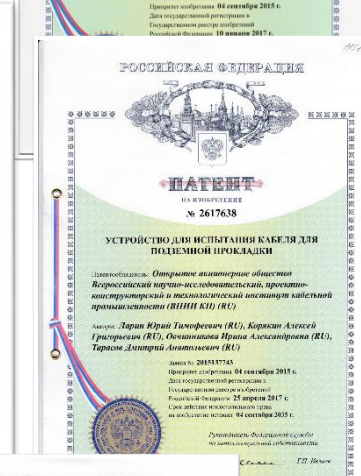 Приоритет изобретения 04 сентября 2015 г.
Дата государственной регистрации в
Государственном реестре изобретений
Российской Федерации 10 января 2017 г.
РОССИЙСКАЯ ФЕДЕРАЦИЯ
ПАТЕНТ
НА ИЗОБРЕТЕНИЕ
№ 2617638
УСТРОЙСТВО ДЛЯ ИСПЫТАНИЯ КАБЕЛЯ ДЛЯ
ПОДЗЕМНОЙ ПРОКЛАДКИ
Патентообладатель: Открытое акционерное общество
Всероссийский научно-исследовательский, проектно-
конструкторский и технологический институт кабельной
промышленности (ВНИИ КП) (RU)
Авторы: Ларин Юрий Тимофеевич (RU), Корякин Алексей
Григорьевич (RU), Овчинникова Ирина Александровна (RU),
Тарасов Дмитрий Анатольевич (RU)
Заявка № 2015137743
Приоритет изобретения 04 сентября 2015 г.
Дата государственной регистрации в
Государственном реестре изобретений
Российской Федерации 25 апреля 2017 г.
Срок действия исключительного права
на изобретение истекает 04 сентября 2035 г.
Руководитель Федеральной службы
по интеллектуальной собственности
Г.П. Ивлиев